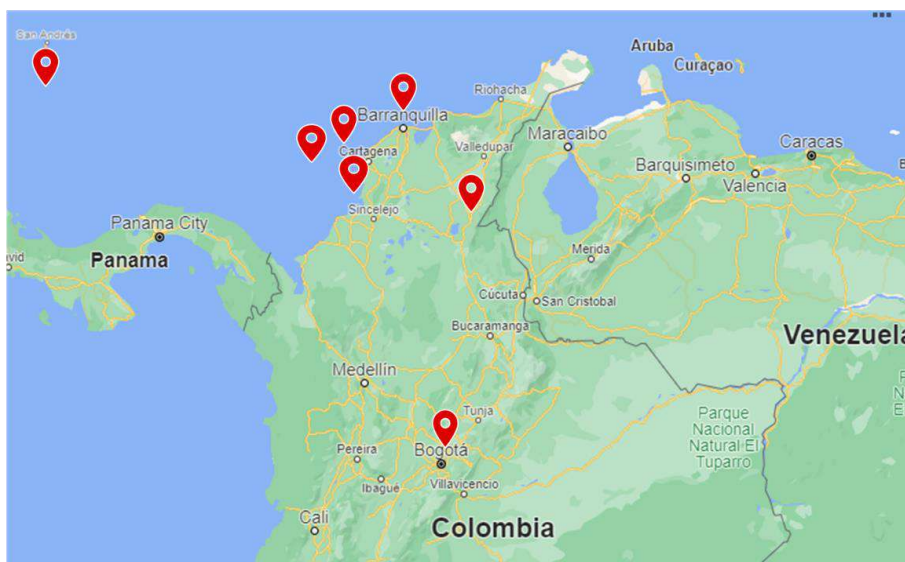 San Andrés
Aruba
Curaçao
Riohacha
Barranquilla
Maracaibo
Caracas
Cartagena
Valledupar
Barquisimeto
Valencia
Sincelejo
Panama City
Panama
Merida
Cúcuta
San Cristobal
Bucaramanga
Venezuela
Medellín
Tunja
Parque
Nacional
Natural El
Tuparro
Bogotá
Pereira
Ibagué
Villavicencio
Cali
Colombia